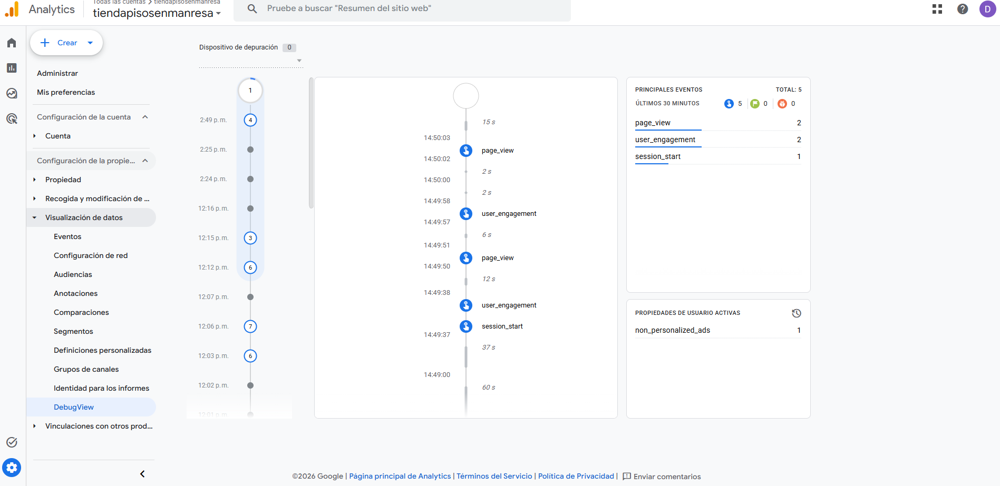 Todas las cuentas > tiendapisosenmanresa
Analytics
tiendapisosenmanresa
Pruebe a buscar "Resumen del sitio web"
D
Crear
Administrar
Mis preferencias
Configuración de la cuenta
Cuenta
Configuración de la propie...
Propiedad
Recogida y modificación de ...
Visualización de datos
Eventos
Configuración de red
Audiencias
Anotaciones
Comparaciones
Segmentos
Definiciones personalizadas
Grupos de canales
Identidad para los informes
DebugView
Vinculaciones con otros prod...
Dispositivo de depuración 0
1
2:49 p. m. 4
2:25 p. m.
2:24 p. m.
12:16 p. m.
12:15 p. m. 3
12:12 p. m. 6
12:07 p. m.
12:06 p. m. 7
12:03 p. m. 6
12:02 p. m.
12:01 p. m.
15 s
14:50:03
page_view
14:50:02
2 s
14:50:00
2 s
14:49:58
user_engagement
14:49:57
6 s
14:49:51
page_view
14:49:50
12 s
14:49:38
user_engagement
session_start
14:49:37
37 s
14:49:00
60 s
PRINCIPALES EVENTOS TOTAL: 5
ÚLTIMOS 30 MINUTOS 5 0 0
page_view 2
user_engagement 2
session_start 1
PROPIEDADES DE USUARIO ACTIVAS
non_personalized_ads 1
©2026 Google | Página principal de Analytics | Términos del Servicio | Política de Privacidad | Enviar comentarios